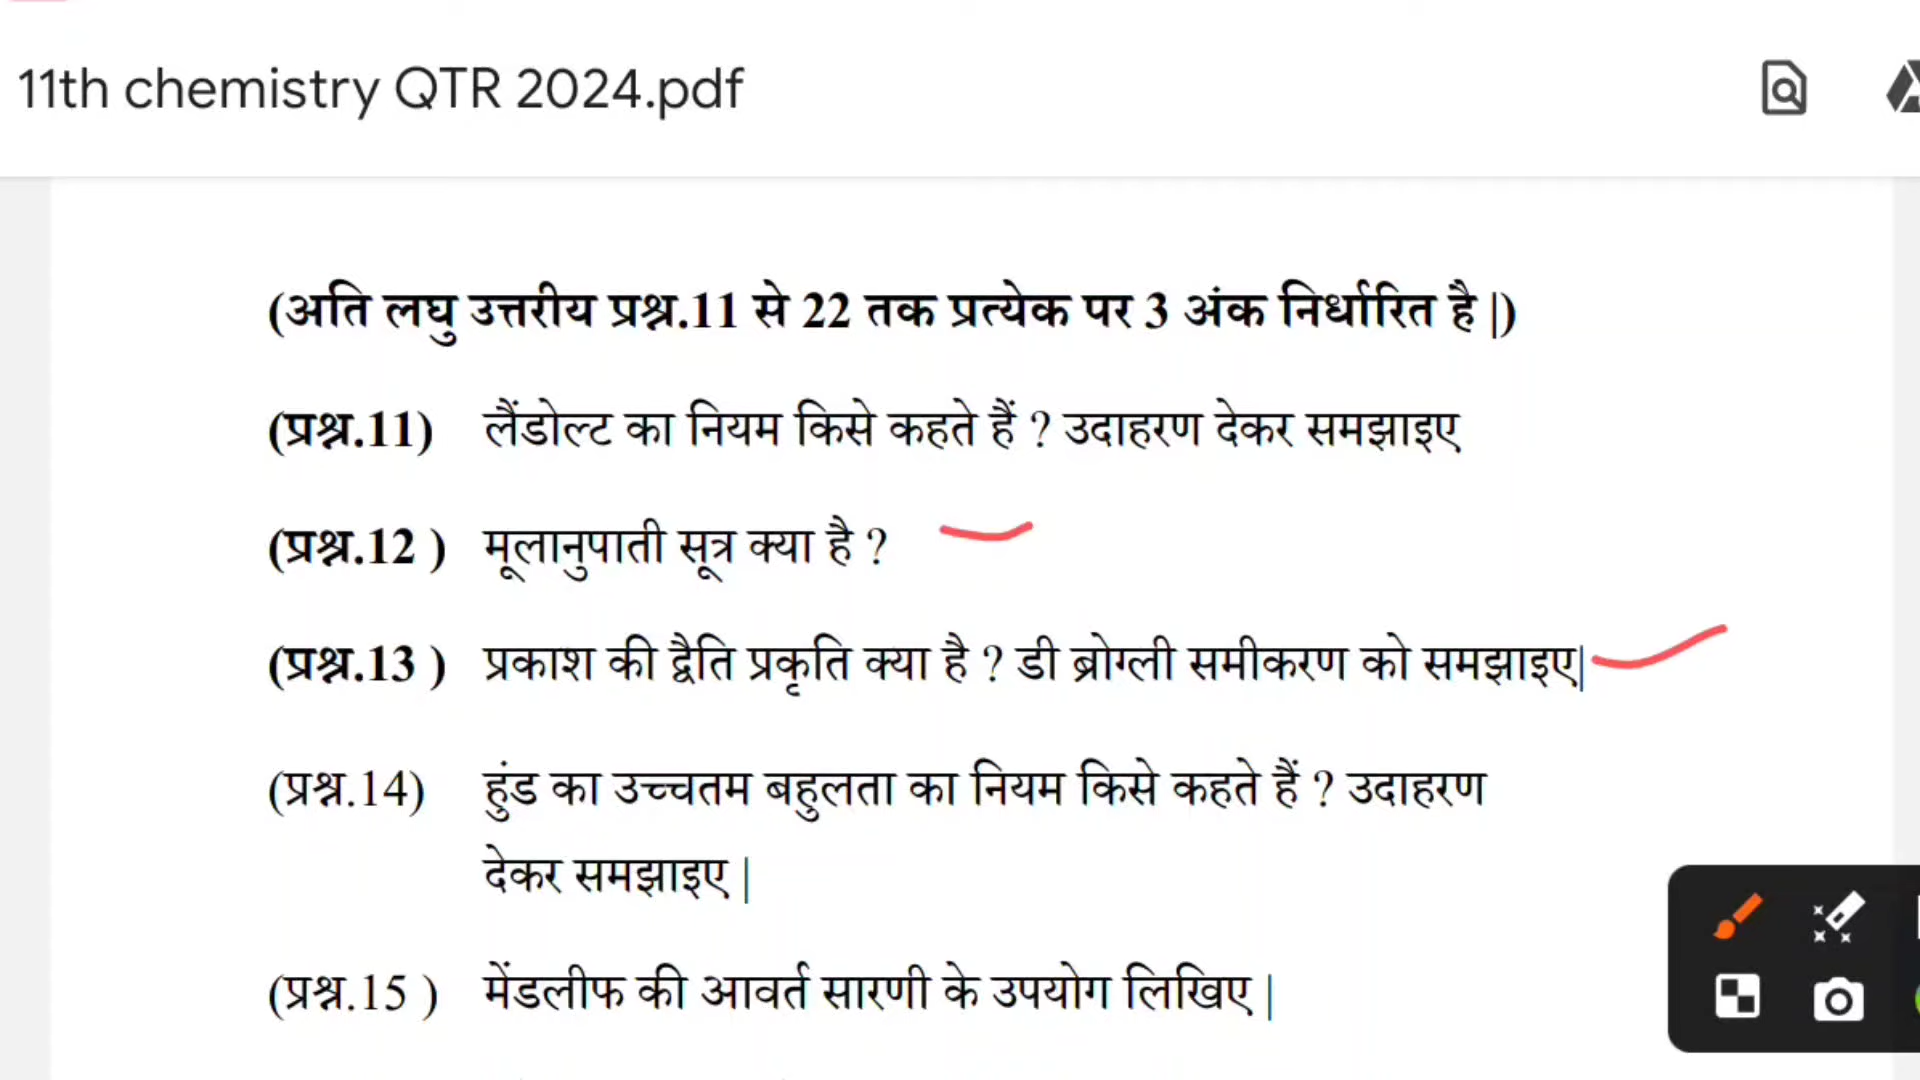 11th chemistry QTR 2024.pdf
(अति लघु उत्तरीय प्रश्न.11 से 22 तक प्रत्येक पर 3 अंक निर्धारित है |)
(प्रश्न.11) लैंडोल्ट का नियम किसे कहते हैं ? उदाहरण देकर समझाइए
(प्रश्न.12 ) मूलानुपाती सूत्र क्या है ?
(प्रश्न.13 ) प्रकाश की द्वैति प्रकृति क्या है ? डी ब्रोग्ली समीकरण को समझाइए|
(प्रश्न.14) हुंड का उच्चतम बहुलता का नियम किसे कहते हैं ? उदाहरण
देकर समझाइए |
(प्रश्न.15 ) मेंडलीफ की आवर्त सारणी के उपयोग लिखिए |